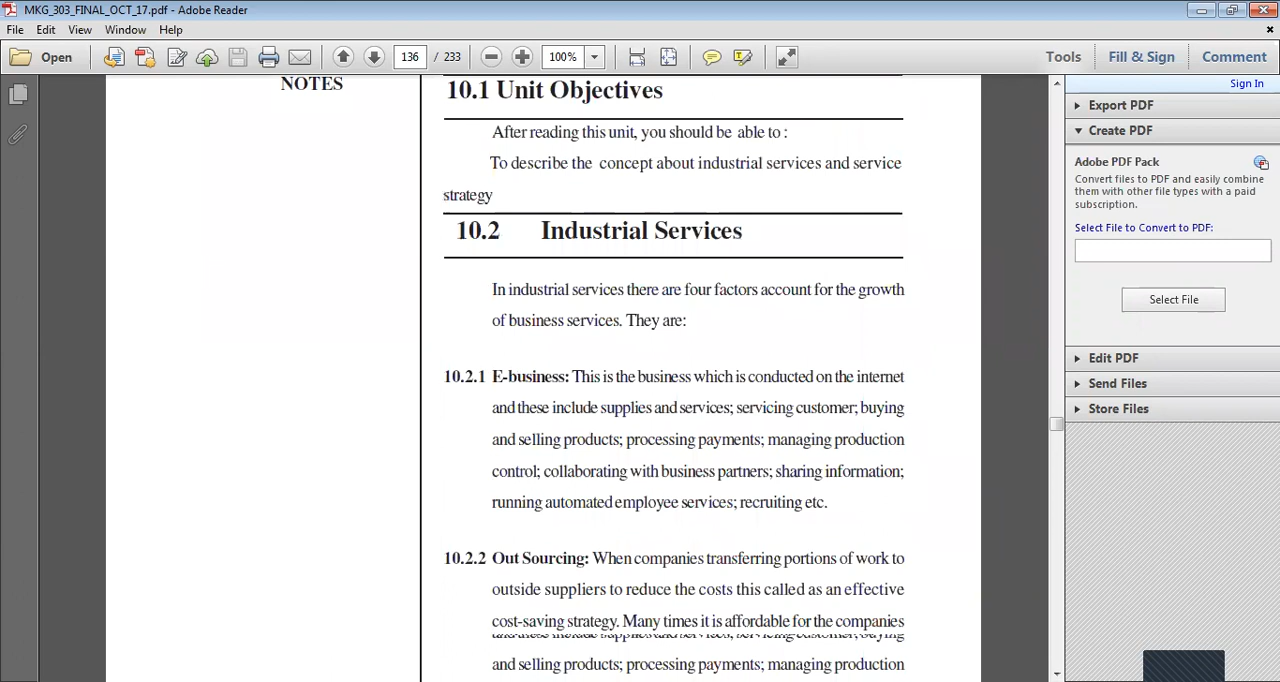 MKG_303_FINAL_OCT_17.pdf - Adobe Reader
File Edit View Window Help
Open 136 / 233 100% Tools Fill & Sign Comment
Sign In
Export PDF
Create PDF
Adobe PDF Pack
Convert files to PDF and easily combine
them with other file types with a paid
subscription.
Select File to Convert to PDF:
Select File
Edit PDF
Send Files
Store Files
NOTES
10.1 Unit Objectives
After reading this unit, you should be able to :
To describe the concept about industrial services and service
strategy
10.2 Industrial Services
In industrial services there are four factors account for the growth
of business services. They are:
10.2.1 E-business: This is the business which is conducted on the internet
and these include supplies and services; servicing customer; buying
and selling products; processing payments; managing production
control; collaborating with business partners; sharing information;
running automated employee services; recruiting etc.
10.2.2 Out Sourcing: When companies transferring portions of work to
outside suppliers to reduce the costs this called as an effective
cost-saving strategy. Many times it is affordable for the companies
and selling products; processing payments; managing production